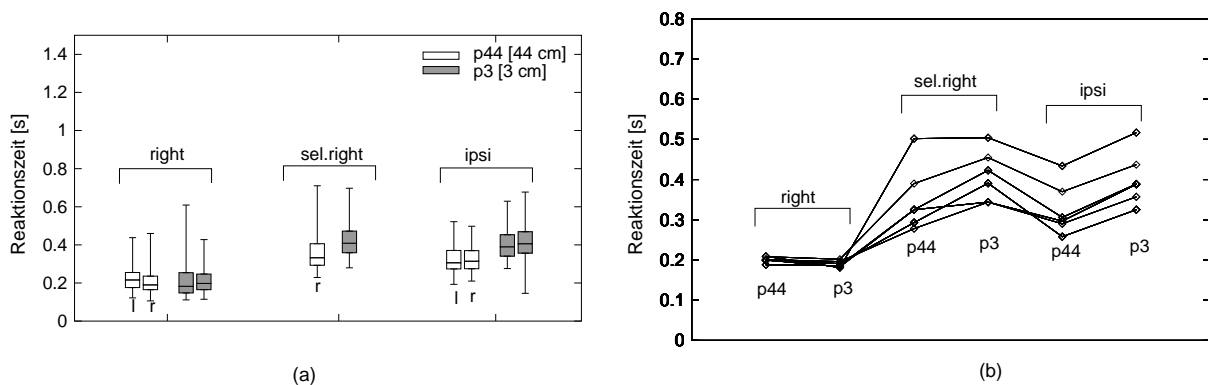 1.4
1.2
1
0.8
0.6
0.4
0.2
0
Reaktionszeit [s]
p44 [44 cm]
p3 [3 cm]
right
sel.right
ipsi
l r
r
l r
(a)
0.8
0.7
0.6
0.5
0.4
0.3
0.2
0.1
0
Reaktionszeit [s]
right
sel.right
ipsi
p44 p3
p44 p3
p44 p3
(b)